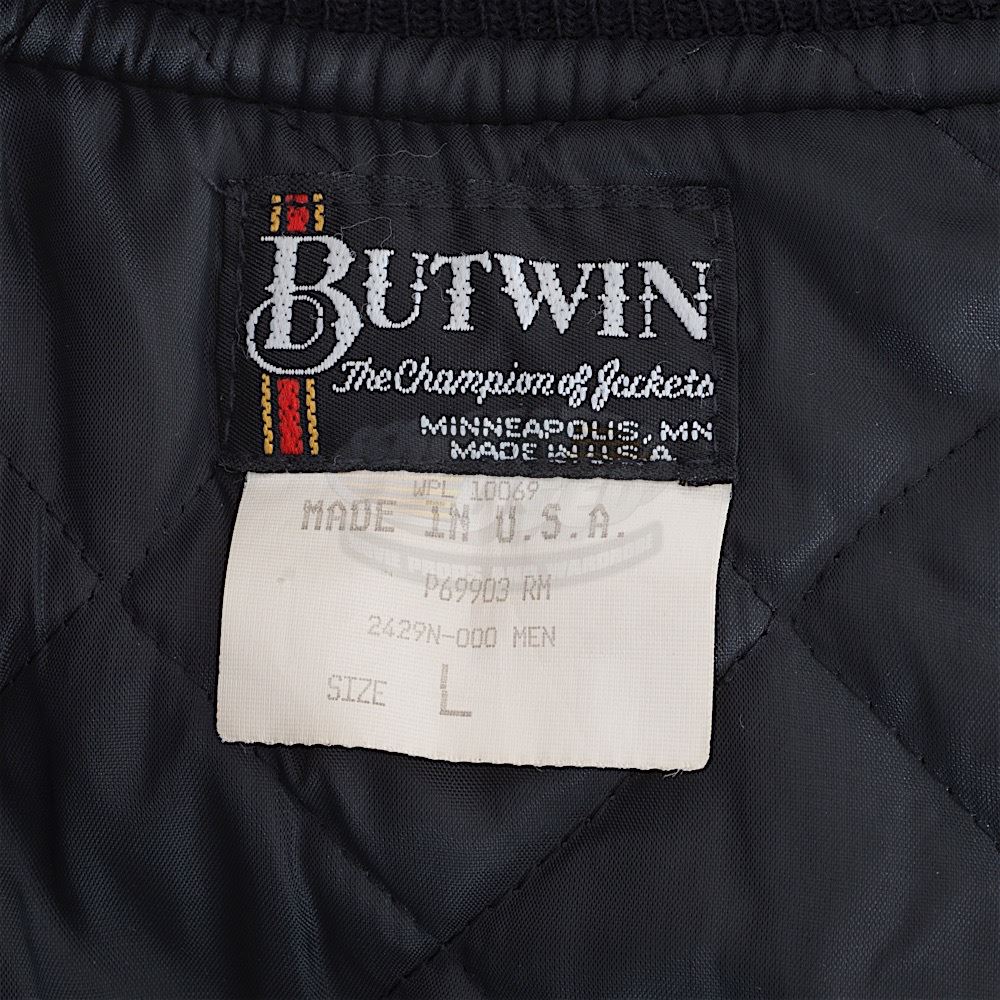 BUTWIN
The Champion of Jackets
MINNEAPOLIS, MN
MADE IN U.S.A.
WPL 10069
MADE IN U.S.A.
P69903 RM
2429N-000 MEN
SIZE L